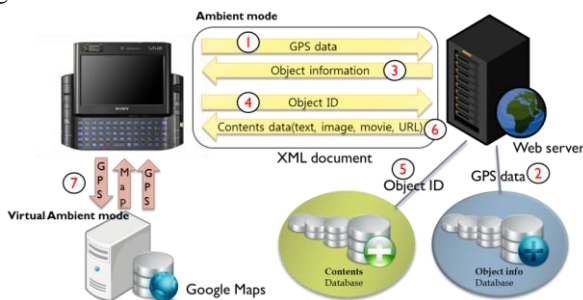 Ambient mode
① GPS data
Object information ③
④ Object ID
Contents data(text, image, movie, URL) ⑥
XML document
Web server
⑤
Object ID
GPS data ②
⑦
GPS
Map
GPS
Virtual Ambient mode
Google Maps
Contents
Database
Object info
Database
SONY
VAIO